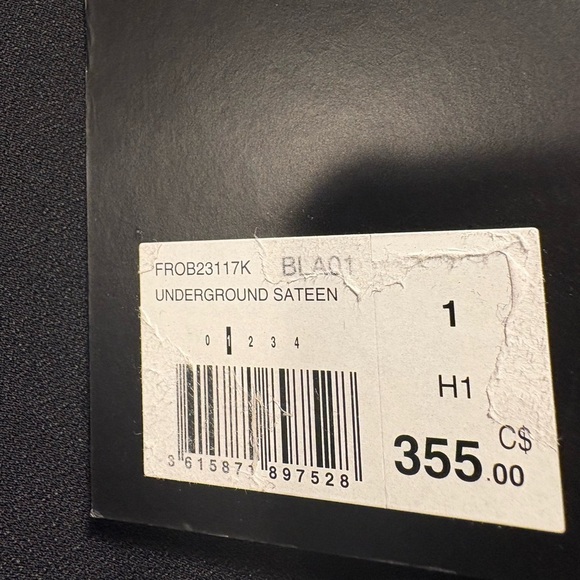 FROB23117K BLA01
UNDERGROUND SATEEN
0 1 2 3 4
3 615871 897528
1
H1
C$
355.00